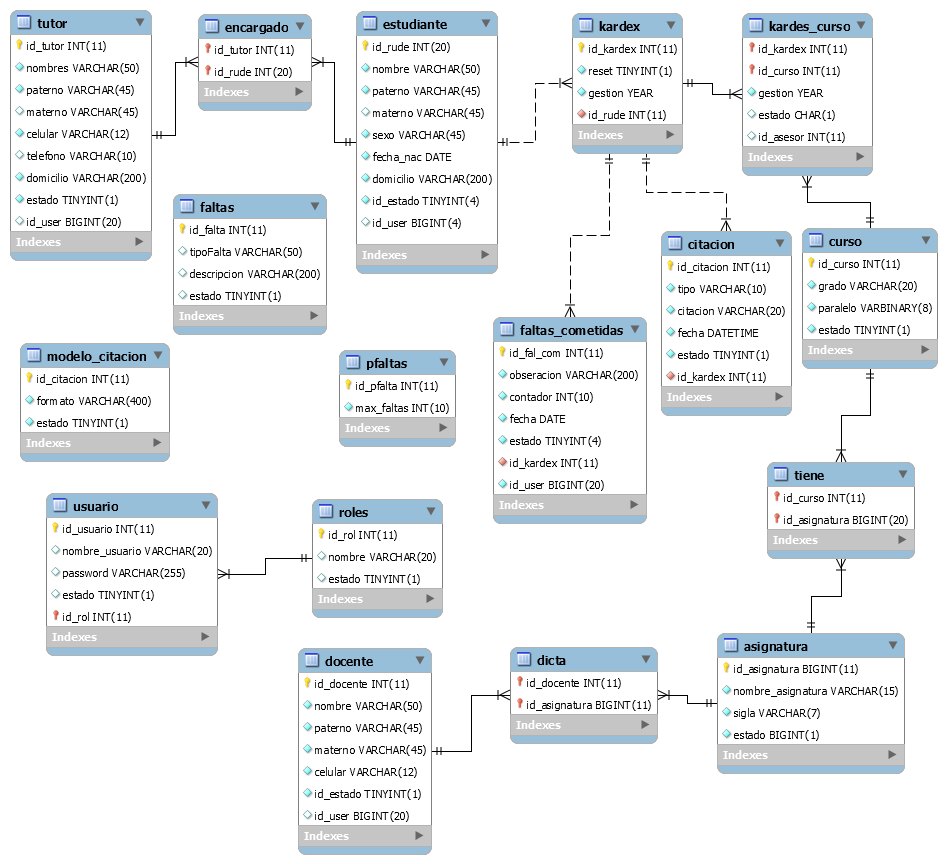 tutor
id_tutor INT(11)
nombres VARCHAR(50)
paterno VARCHAR(45)
materno VARCHAR(45)
celular VARCHAR(12)
telefono VARCHAR(10)
domicilio VARCHAR(200)
estado TINYINT(1)
id_user BIGINT(20)
Indexes
encargado
id_tutor INT(11)
id_rude INT(20)
Indexes
estudiante
id_rude INT(20)
nombre VARCHAR(50)
paterno VARCHAR(45)
materno VARCHAR(45)
sexo VARCHAR(45)
fecha_nac DATE
domicilio VARCHAR(200)
id_estado TINYINT(4)
id_user BIGINT(4)
Indexes
kardex
id_kardex INT(11)
reset TINYINT(1)
gestion YEAR
id_rude INT(11)
Indexes
kardes_curso
id_kardex INT(11)
id_curso INT(11)
gestion YEAR
estado CHAR(1)
id_asesor INT(11)
Indexes
faltas
id_falta INT(11)
tipoFalta VARCHAR(50)
descripcion VARCHAR(200)
estado TINYINT(1)
Indexes
citacion
id_citacion INT(11)
tipo VARCHAR(10)
citacion VARCHAR(20)
fecha DATETIME
estado TINYINT(1)
id_kardex INT(11)
Indexes
curso
id_curso INT(11)
grado VARCHAR(20)
paralelo VARBINARY(8)
estado TINYINT(1)
Indexes
modelo_citacion
id_citacion INT(11)
formato VARCHAR(400)
estado TINYINT(1)
Indexes
pfaltas
id_pfalta INT(11)
max_faltas INT(10)
Indexes
faltas_cometidas
id_fal_com INT(11)
obseracion VARCHAR(200)
contador INT(10)
fecha DATE
estado TINYINT(4)
id_kardex INT(11)
id_user BIGINT(20)
Indexes
tiene
id_curso INT(11)
id_asignatura BIGINT(20)
Indexes
usuario
id_usuario INT(11)
nombre_usuario VARCHAR(20)
password VARCHAR(255)
estado TINYINT(1)
id_rol INT(11)
Indexes
roles
id_rol INT(11)
nombre VARCHAR(20)
estado TINYINT(1)
Indexes
docente
id_docente INT(11)
nombre VARCHAR(50)
paterno VARCHAR(45)
materno VARCHAR(45)
celular VARCHAR(12)
id_estado TINYINT(1)
id_user BIGINT(20)
Indexes
dicta
id_docente INT(11)
id_asignatura BIGINT(11)
Indexes
asignatura
id_asignatura BIGINT(11)
nombre_asignatura VARCHAR(15)
sigla VARCHAR(7)
estado BIGINT(1)
Indexes